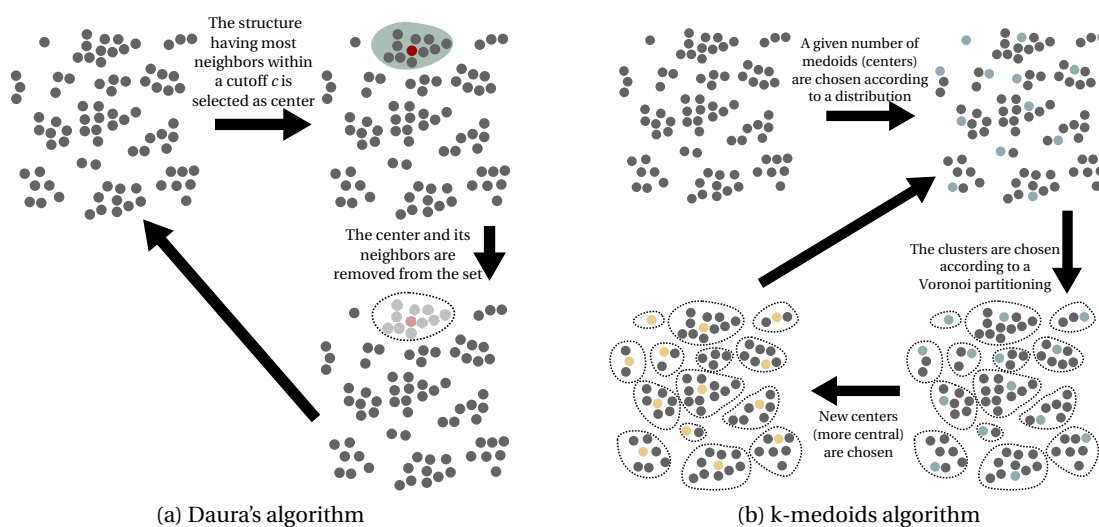 The structure
having most
neighbors within
a cutoff c is
selected as center
The center and its
neighbors are
removed from the set
(a) Daura's algorithm
A given number of
medoids (centers)
are chosen according
to a distribution
The clusters are chosen
according to a
Voronoi partitioning
New centers
(more central)
are chosen
(b) k-medoids algorithm